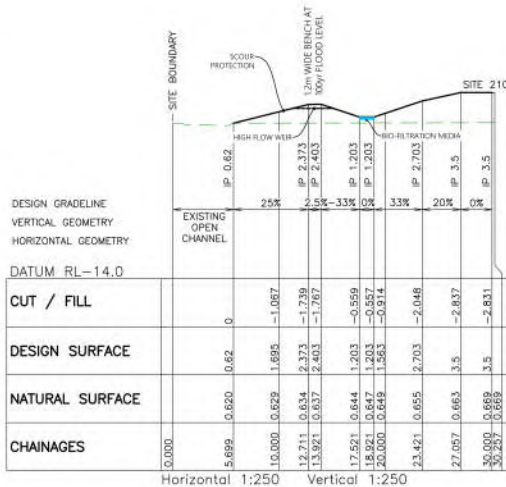 SITE BOUNDARY
SCOUR
PROTECTION
1.2m WIDE BENCH AT
100yr FLOOD LEVEL
SITE 210
HIGH FLOW WEIR
BIO-FILTRATION MEDIA
IP 0.62
IP 2.373
IP 2.403
IP 1.203
IP 1.203
IP 2.703
IP 3.5
IP 3.5
DESIGN GRADELINE
VERTICAL GEOMETRY
HORIZONTAL GEOMETRY
EXISTING
OPEN
CHANNEL
25% 2.5% -33% 0% 33% 20% 0%
DATUM RL-14.0
CUT / FILL 0 -1.067 -1.739 -1.767 -0.559 -0.557 -0.914 -2.048 -2.837 -2.831
DESIGN SURFACE 0.62 1.695 2.373 2.403 1.203 1.203 1.563 2.703 3.5 3.5
NATURAL SURFACE 0.620 0.629 0.634 0.637 0.644 0.647 0.649 0.655 0.663 0.669 0.669
CHAINAGES 0.000 5.699 10.000 12.711 13.921 17.521 18.921 20.000 23.421 27.057 30.000 30.257
Horizontal 1:250 Vertical 1:250